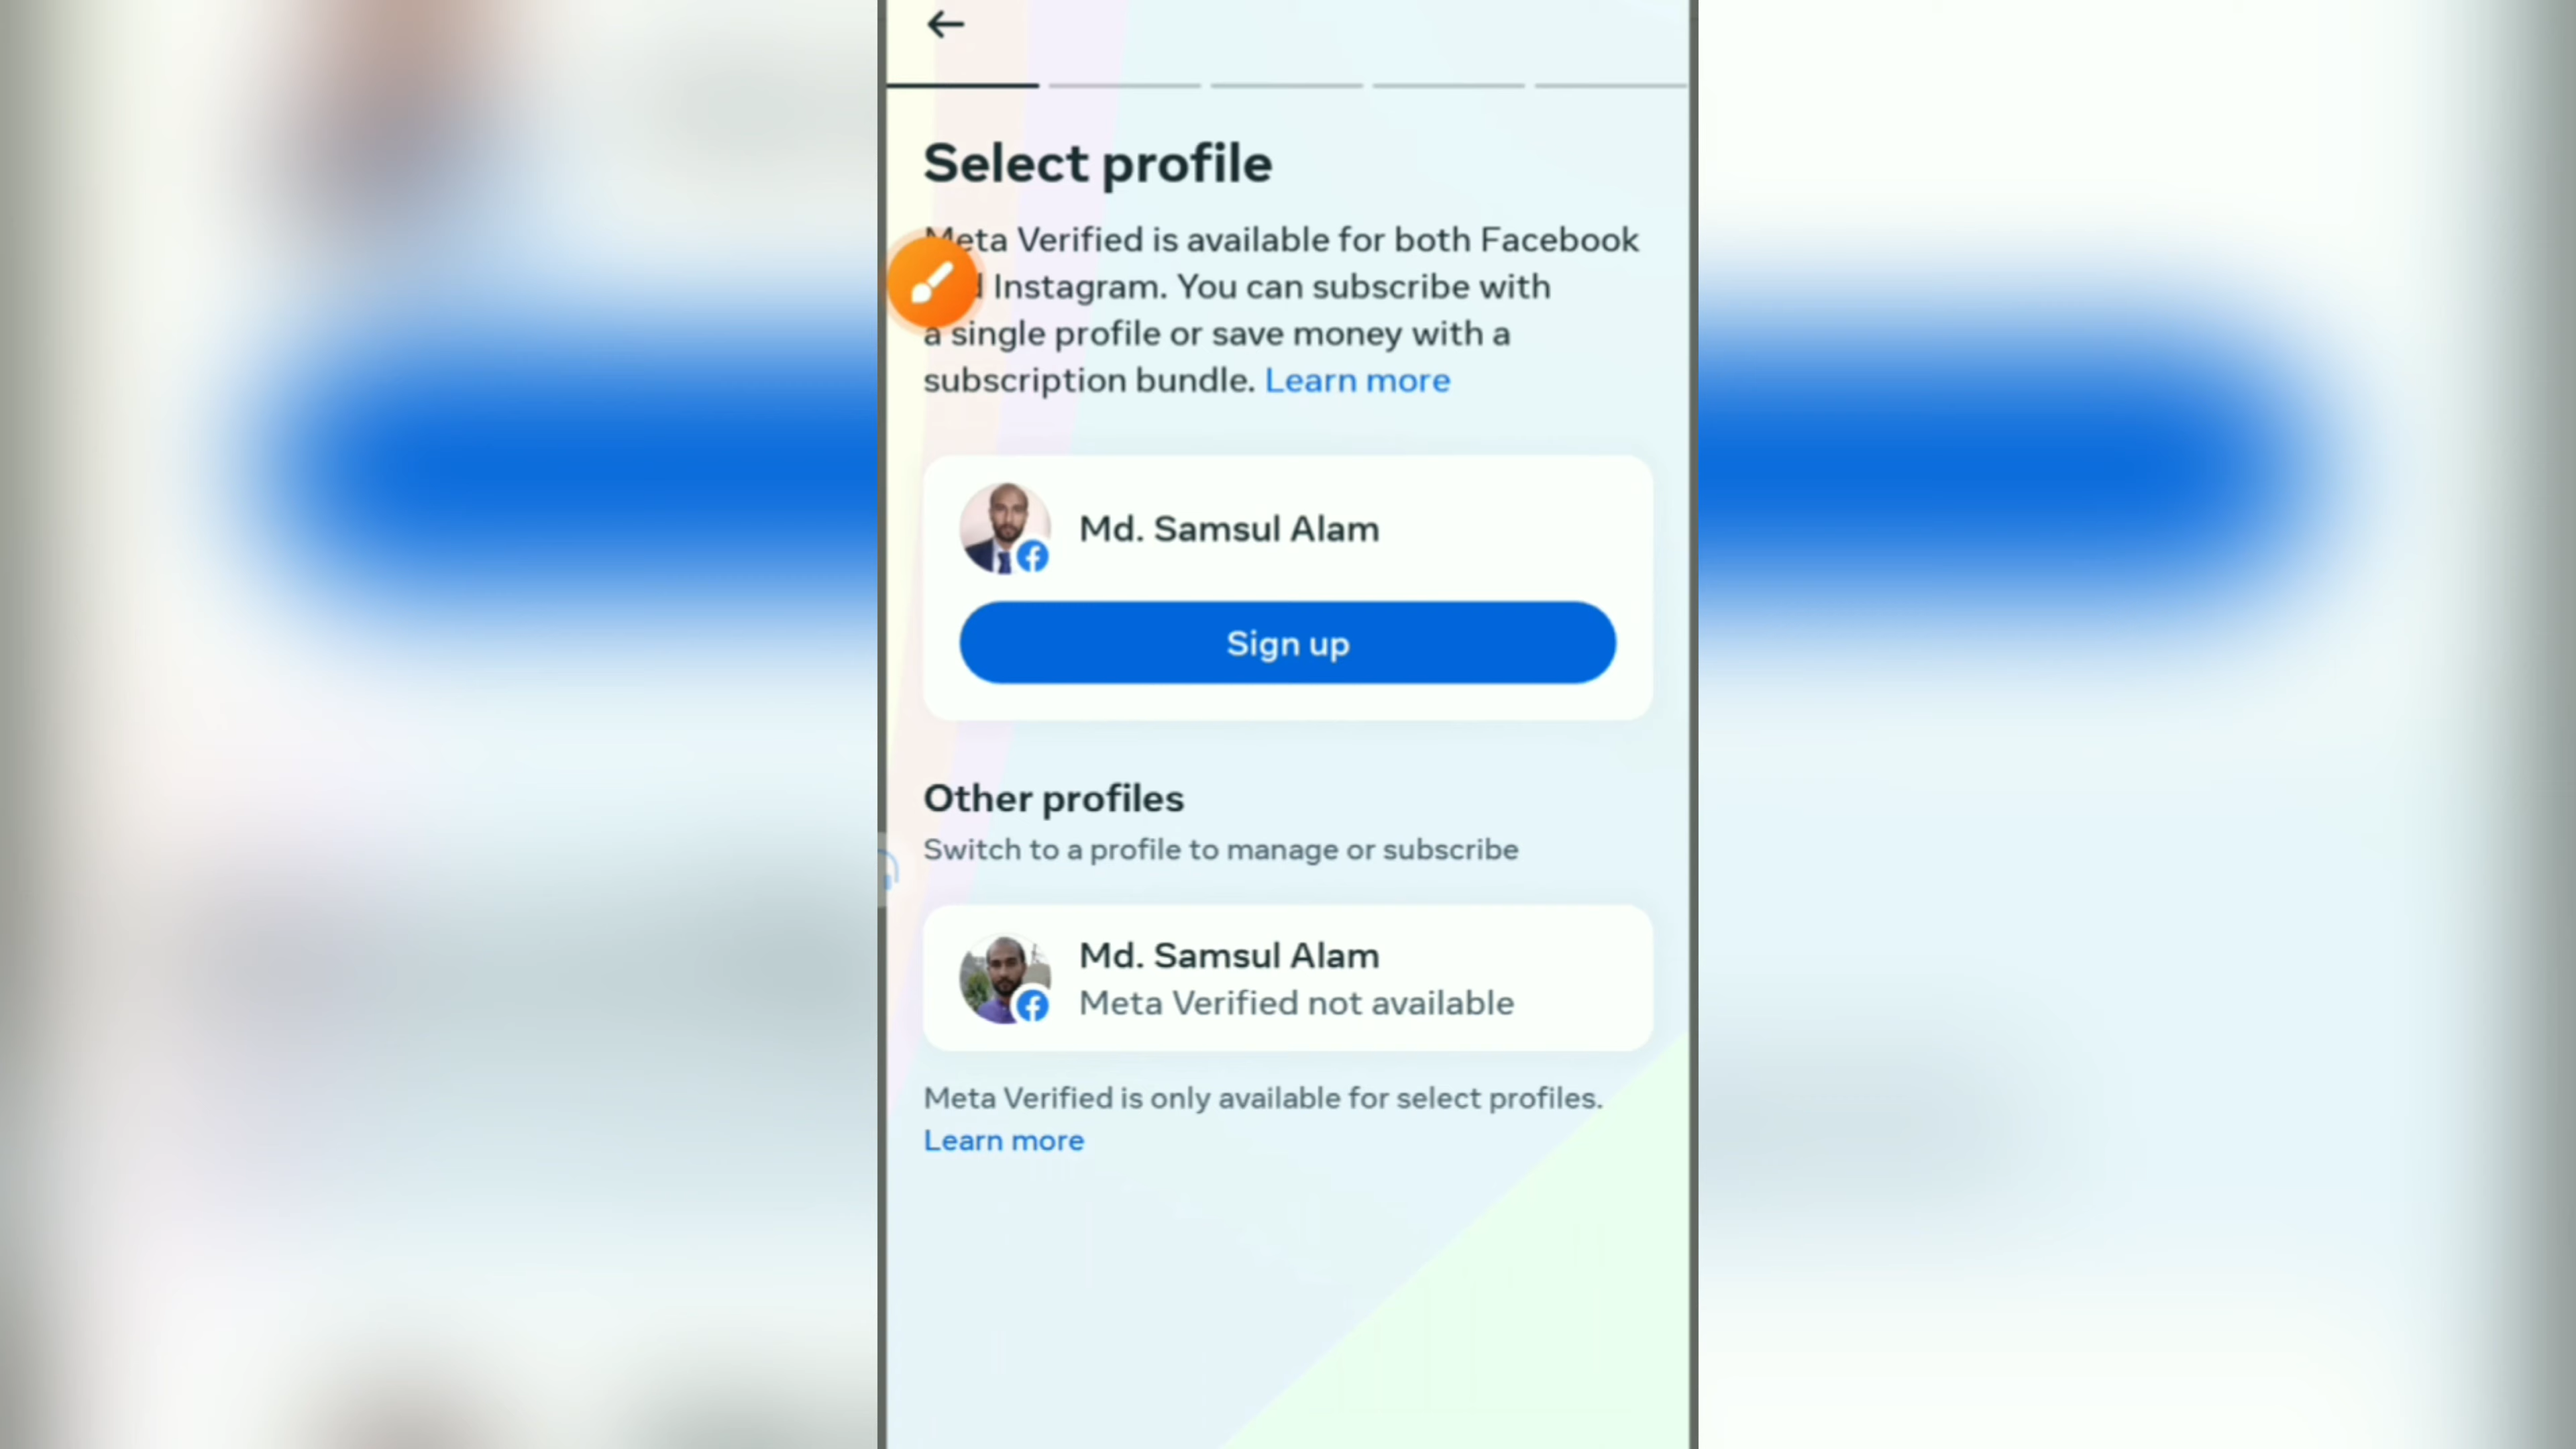 Select profile
Meta Verified is available for both Facebook
Instagram. You can subscribe with
a single profile or save money with a
subscription bundle. Learn more
Md. Samsul Alam
Sign up
Other profiles
Switch to a profile to manage or subscribe
Md. Samsul Alam
Meta Verified not available
Meta Verified is only available for select profiles.
Learn more